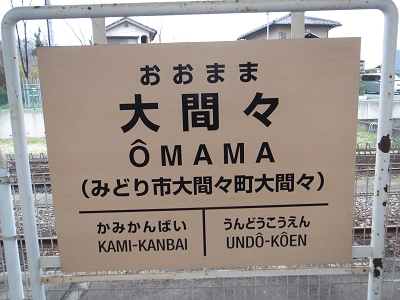 おおまま
大間々
ÔMAMA
(みどり市大間々町大間々)
かみかんばい うんどうこうえん
KAMI-KANBAI UNDÔ-KÔEN